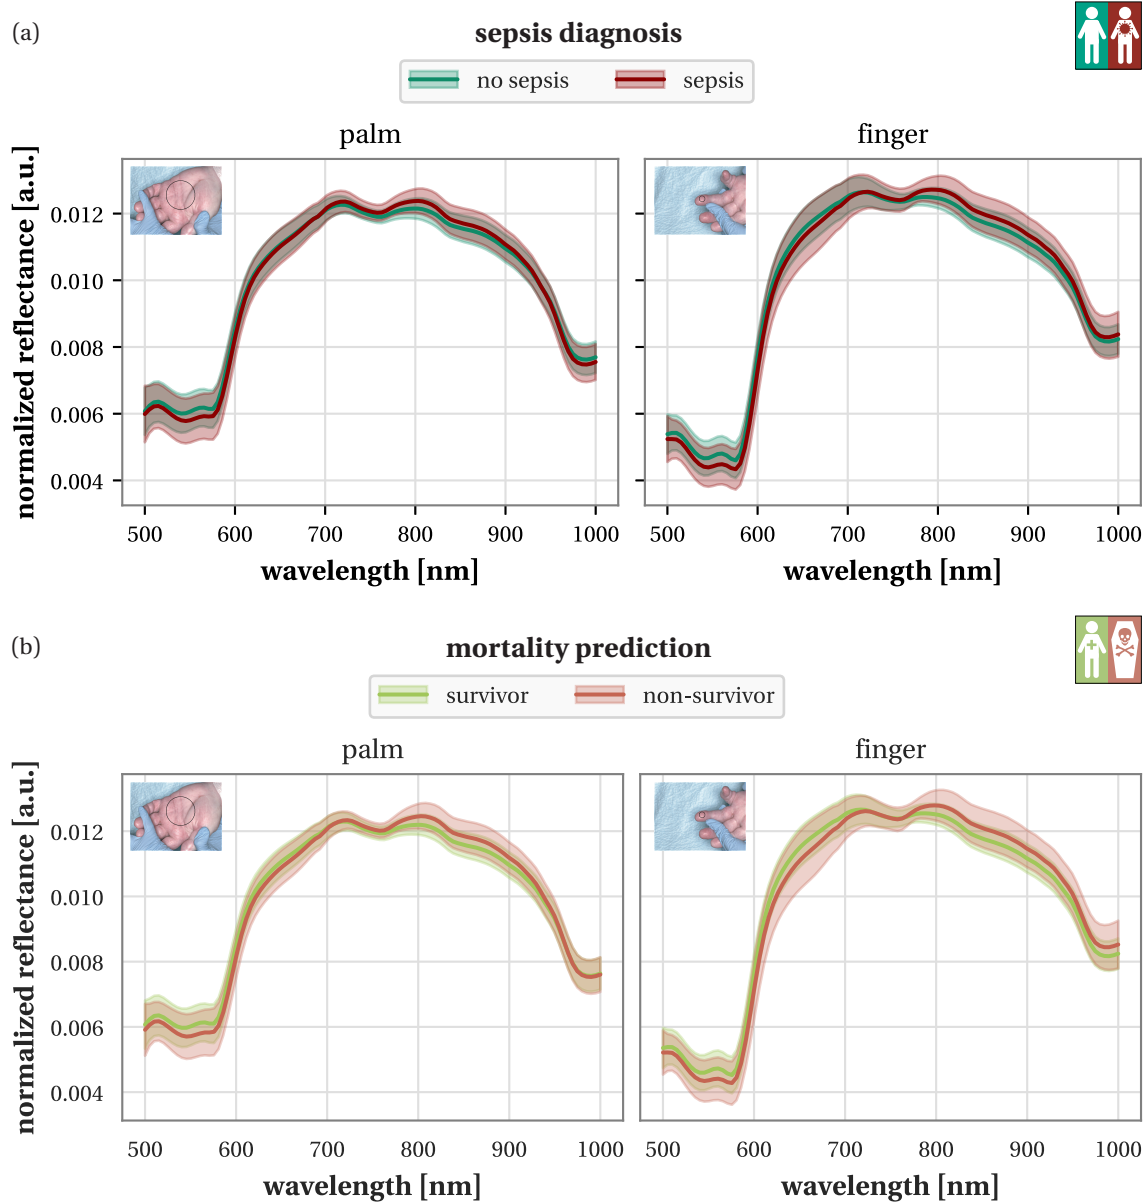 (a)
sepsis diagnosis
no sepsis
sepsis
palm
finger
normalized reflectance [a.u.]
0.012
0.010
0.008
0.006
0.004
500 600 700 800 900 1000
500 600 700 800 900 1000
wavelength [nm]
wavelength [nm]
(b)
mortality prediction
survivor
non-survivor
palm
finger
normalized reflectance [a.u.]
0.012
0.010
0.008
0.006
0.004
500 600 700 800 900 1000
500 600 700 800 900 1000
wavelength [nm]
wavelength [nm]